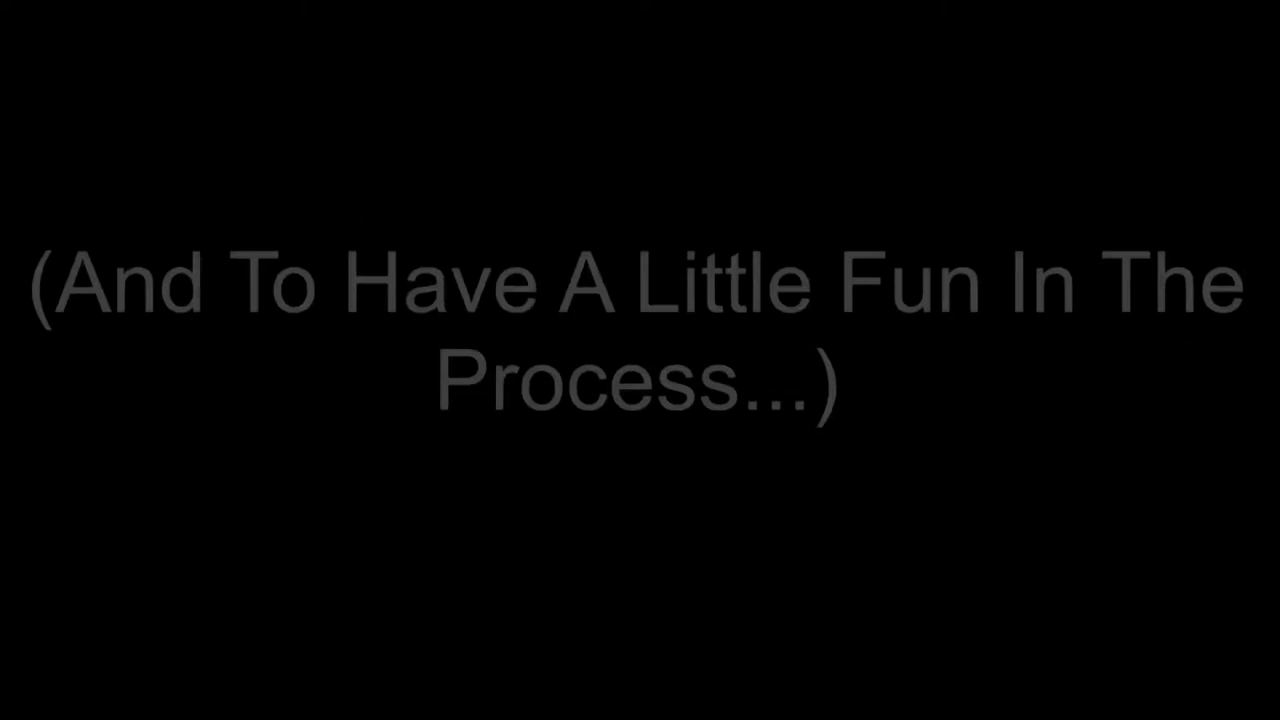 (And To Have A Little Fun In The
Process...)